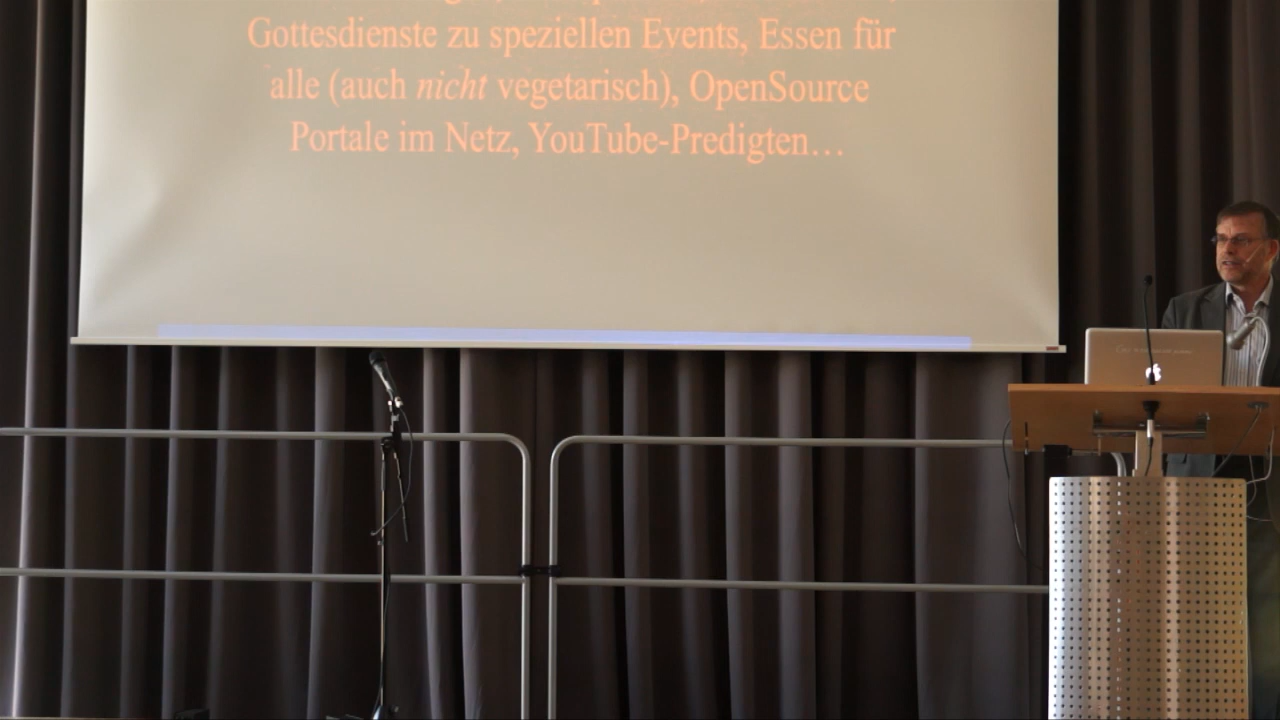 Gottesdienste zu speziellen Events, Essen für
alle (auch nicht vegetarisch), OpenSource
Portale im Netz, YouTube-Predigten…